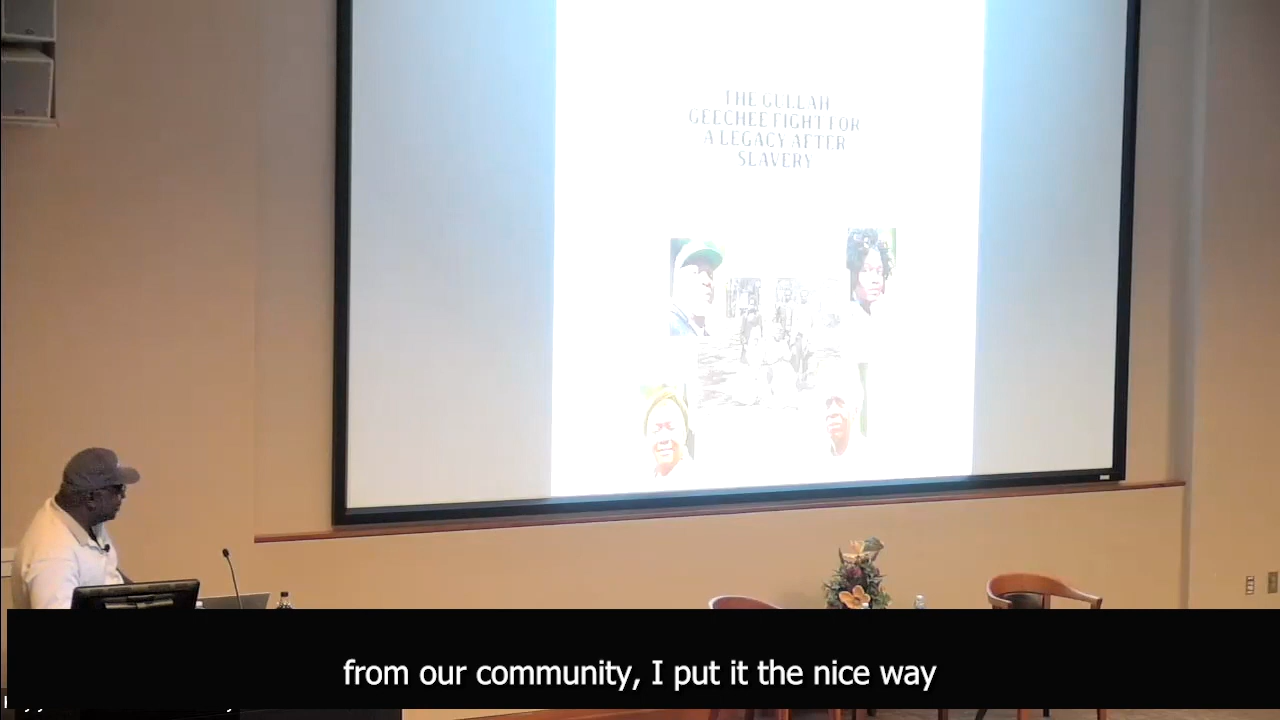 THE GULLAH
GEECHEE FIGHT FOR
A LEGACY AFTER
SLAVERY
from our community, I put it the nice way